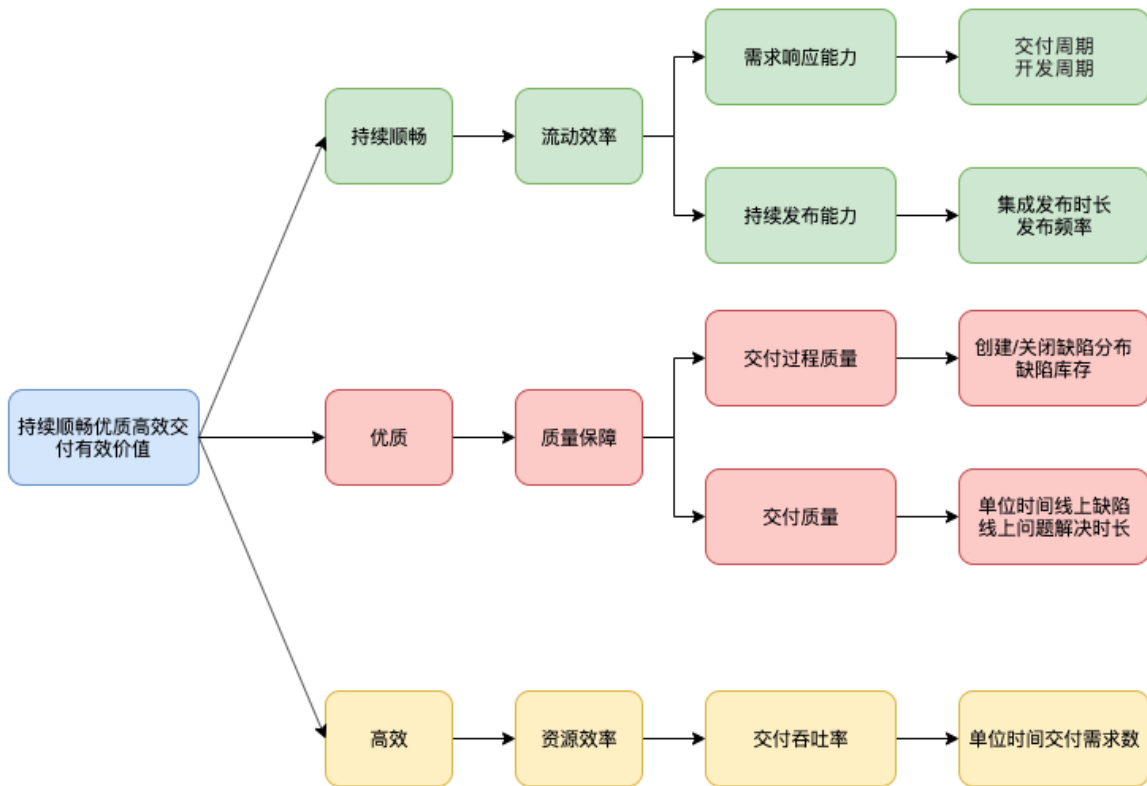 需求响应能力
交付周期
开发周期
持续顺畅
流动效率
持续发布能力
集成发布时长
发布频率
持续顺畅优质高效交
付有效价值
优质
质量保障
交付过程质量
创建/关闭缺陷分布
缺陷库存
交付质量
单位时间线上缺陷
线上问题解决时长
高效
资源效率
交付吞吐率
单位时间交付需求数